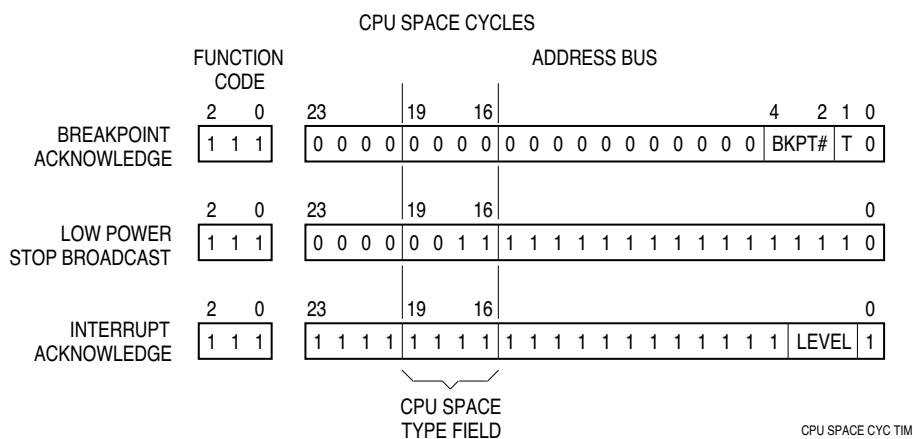 CPU SPACE CYCLES
FUNCTION CODE
ADDRESS BUS
2 0 23 19 16 4 2 1 0
BREAKPOINT ACKNOWLEDGE
1 1 1 0 0 0 0 0 0 0 0 0 0 0 0 0 0 0 0 0 0 0 BKPT# T 0
2 0 23 19 16 0
LOW POWER STOP BROADCAST
1 1 1 0 0 0 0 0 0 1 1 1 1 1 1 1 1 1 1 1 1 1 1 1 1 1 0
2 0 23 19 16 0
INTERRUPT ACKNOWLEDGE
1 1 1 1 1 1 1 1 1 1 1 1 1 1 1 1 1 1 1 1 1 1 1 LEVEL 1
CPU SPACE
TYPE FIELD
CPU SPACE CYC TIM